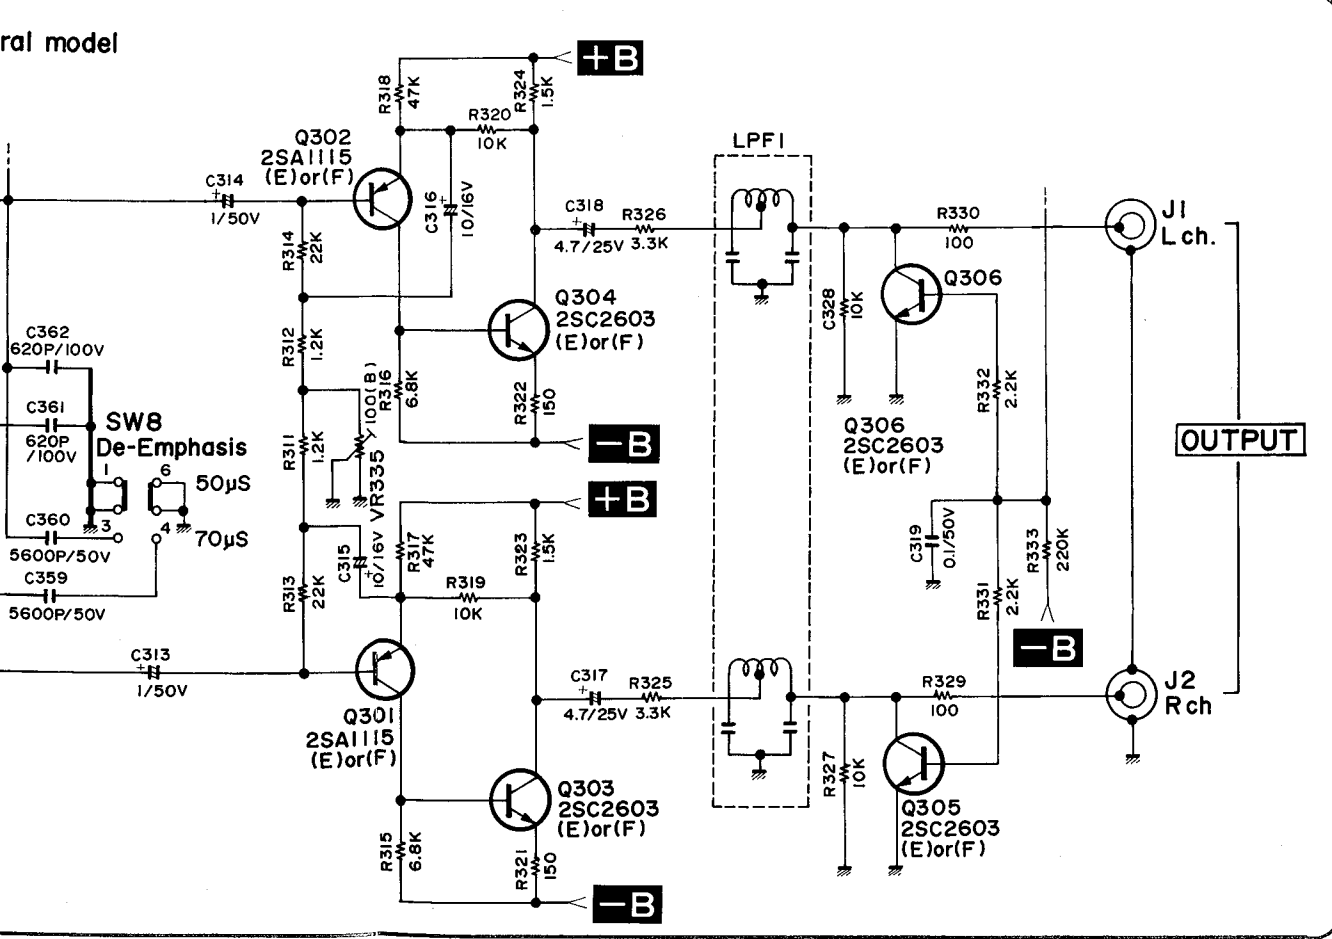 ral model
+B
R318
47K
R324
1.5K
R320
10K
Q302
2SA1115
(E)or(F)
C314
+
1/50V
C316
+
10/16V
R314
22K
LPF1
C318
+
4.7/25V
R326
3.3K
R330
100
J1
L ch.
Q306
C328
10K
Q304
2SC2603
(E)or(F)
C362
620P/100V
R312
1.2K
R316
6.8K
100(B)
R322
150
R332
2.2K
C361
620P
/100V
SW8
De-Emphasis
R311
1.2K
-B
Q306
2SC2603
(E)or(F)
OUTPUT
1
6
50µS
VR335
+B
C360
5600P/50V
3
4
70µS
C315
+
10/16V
R317
47K
R323
1.5K
C319
0.1/50V
R333
220K
C359
5600P/50V
R313
22K
R319
10K
R331
2.2K
-B
C313
+
1/50V
C317
+
4.7/25V
R325
3.3K
R329
100
J2
R ch
Q301
2SA1115
(E)or(F)
R327
10K
Q303
2SC2603
(E)or(F)
Q305
2SC2603
(E)or(F)
R315
6.8K
R321
150
-B